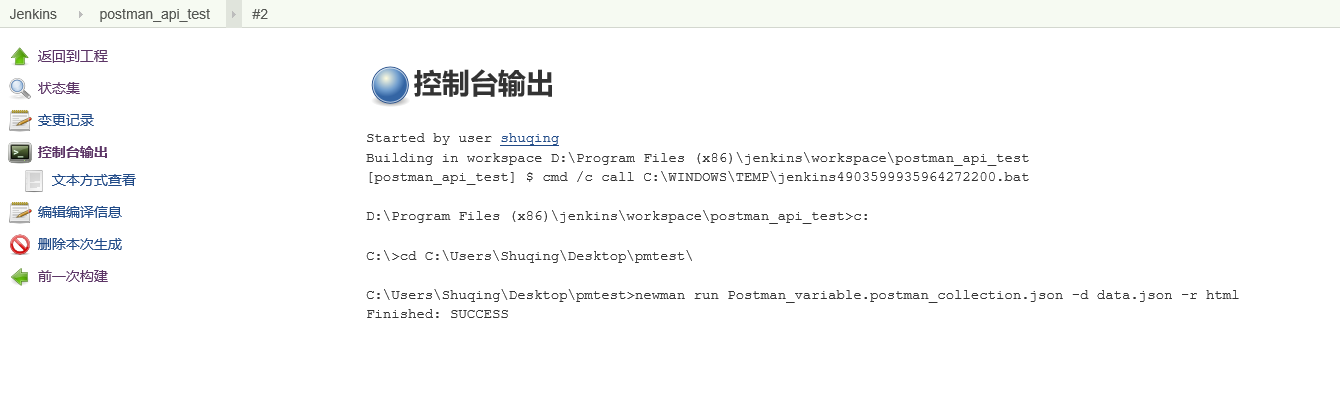 Jenkins postman_api_test #2
返回到工程
状态集
变更记录
控制台输出
文本方式查看
编辑编译信息
删除本次生成
前一次构建
控制台输出
Started by user shuqing
Building in workspace D:\Program Files (x86)\jenkins\workspace\postman_api_test
[postman_api_test] $ cmd /c call C:\WINDOWS\TEMP\jenkins4903599935964272200.bat
D:\Program Files (x86)\jenkins\workspace\postman_api_test>c:
C:\>cd C:\Users\Shuqing\Desktop\pmtest\
C:\Users\Shuqing\Desktop\pmtest>newman run Postman_variable.postman_collection.json -d data.json -r html
Finished: SUCCESS